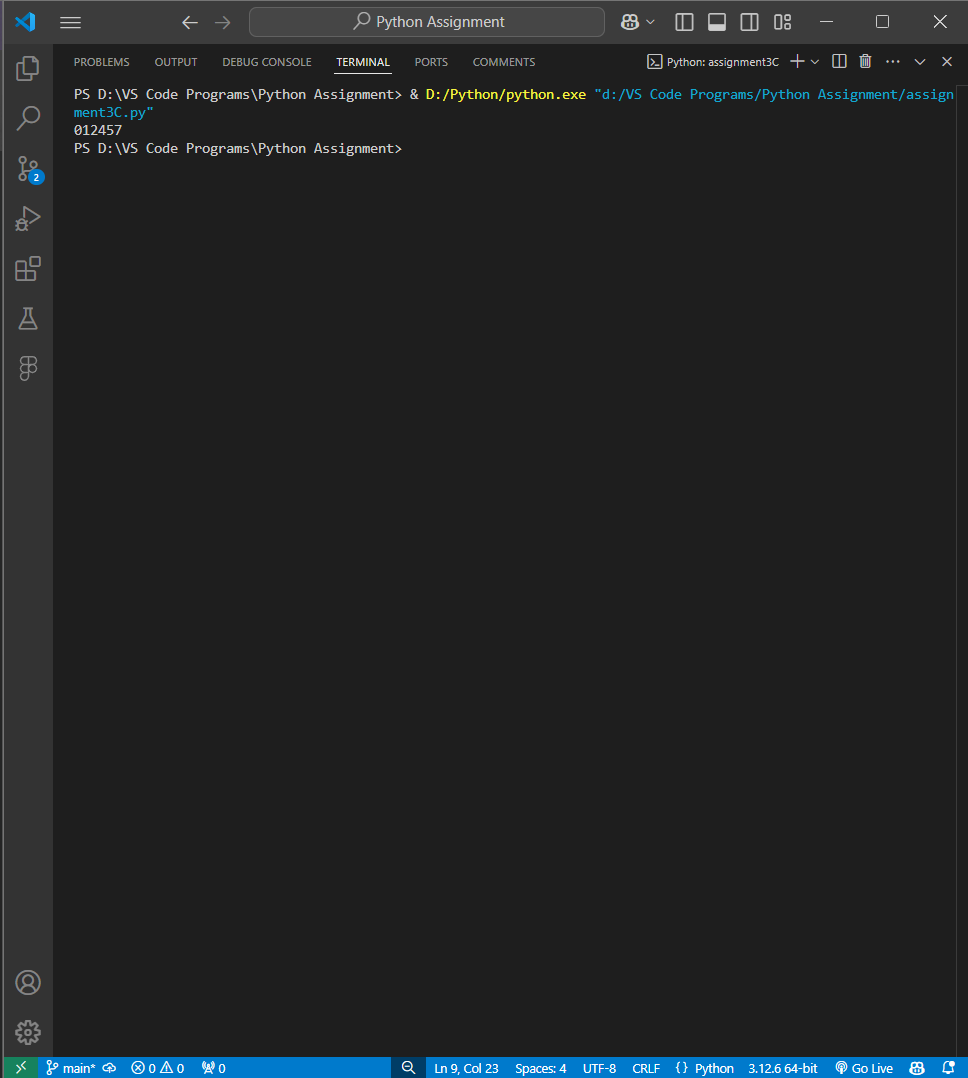 Python Assignment
PROBLEMS OUTPUT DEBUG CONSOLE TERMINAL PORTS COMMENTS Python: assignment3C
PS D:\VS Code Programs\Python Assignment> & D:/Python/python.exe "d:/VS Code Programs/Python Assignment/assign
ment3C.py"
012457
PS D:\VS Code Programs\Python Assignment>
2
main* 0 0 0 Ln 9, Col 23 Spaces: 4 UTF-8 CRLF {} Python 3.12.6 64-bit Go Live